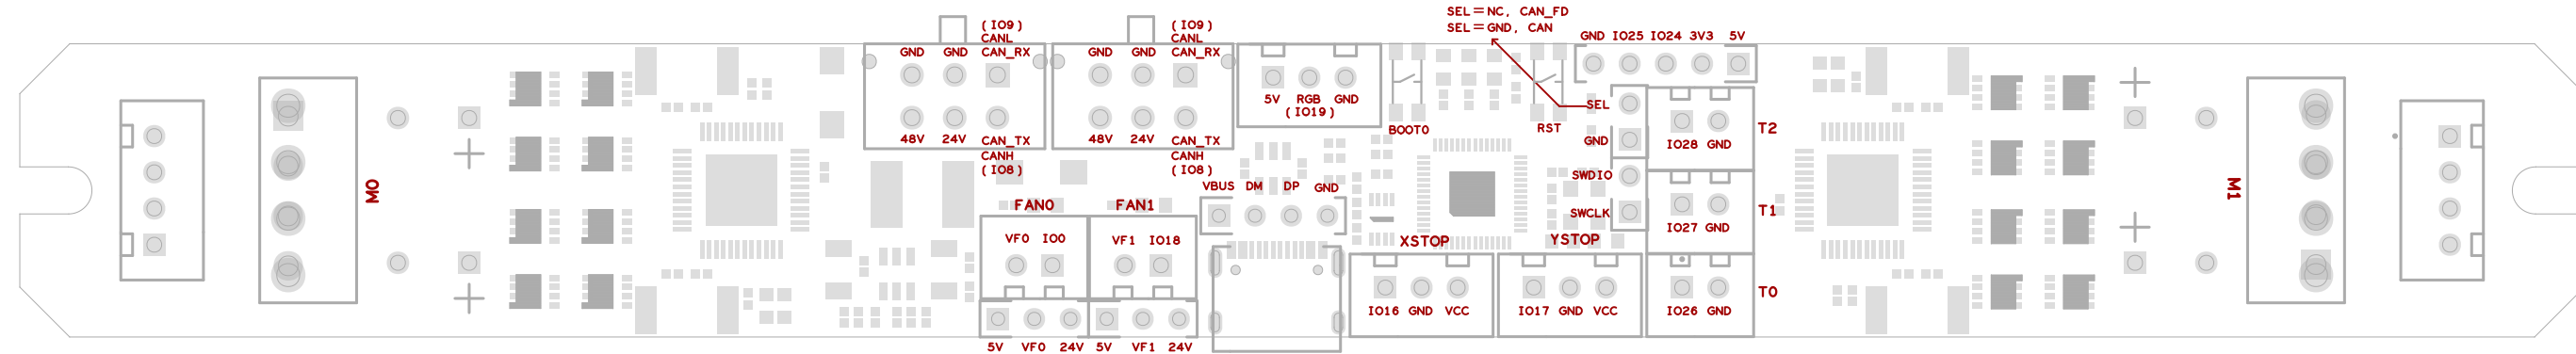 SEL=NC, CAN_FD
SEL=GND, CAN
(IO9)
CANL
GND GND CAN_RX
48V 24V CAN_TX
CANH
(IO8)
(IO9)
CANL
GND GND CAN_RX
48V 24V CAN_TX
CANH
(IO8)
5V RGB GND
(IO19)
BOOT0
RST
GND IO25 IO24 3V3 5V
SEL
GND
SWDIO
SWCLK
IO28 GND
T2
IO27 GND
T1
IO26 GND
T0
M0
M1
FAN0
VF0 IO0
5V VF0 24V
FAN1
VF1 IO18
5V VF1 24V
VBUS DM DP GND
XSTOP
IO16 GND VCC
YSTOP
IO17 GND VCC